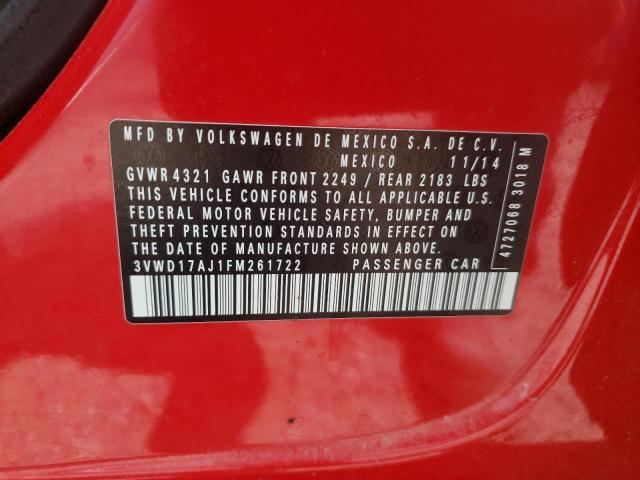 MFD BY VOLKSWAGEN DE MEXICO S.A. DE C.V.
MEXICO 11/14
GVWR 4321 GAWR FRONT 2249 / REAR 2183 LBS
THIS VEHICLE CONFORMS TO ALL APPLICABLE U.S.
FEDERAL MOTOR VEHICLE SAFETY, BUMPER AND
THEFT PREVENTION STANDARDS IN EFFECT ON
THE DATE OF MANUFACTURE SHOWN ABOVE.
3VWD17AJ1FM261722 PASSENGER CAR
4727068 3018 M